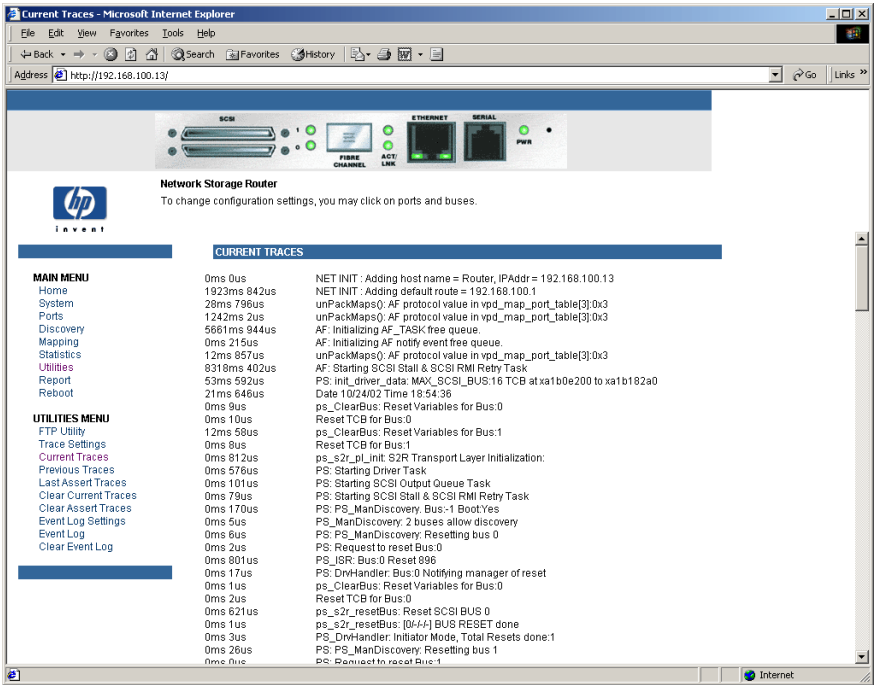 Current Traces - Microsoft Internet Explorer
File Edit View Favorites Tools Help
Back Search Favorites History
Address http://192.168.100.13/ Go Links »
SCSI
1
0
FIBRE CHANNEL
ACT/ LNK
ETHERNET
SERIAL
PWR
hp
invent
Network Storage Router
To change configuration settings, you may click on ports and buses.
MAIN MENU
Home
System
Ports
Discovery
Mapping
Statistics
Utilities
Report
Reboot
UTILITIES MENU
FTP Utility
Trace Settings
Current Traces
Previous Traces
Last Assert Traces
Clear Current Traces
Clear Assert Traces
Event Log Settings
Event Log
Clear Event Log
CURRENT TRACES
0ms 0us NET INIT : Adding host name = Router, IPAddr = 192.168.100.13
1923ms 842us NET INIT : Adding default route = 192.168.100.1
28ms 796us unPackMaps(): AF protocol value in vpd_map_port_table[3]:0x3
1242ms 2us unPackMaps(): AF protocol value in vpd_map_port_table[3]:0x3
5661ms 944us AF: Initializing AF_TASK free queue.
0ms 215us AF: Initializing AF notify event free queue.
12ms 857us unPackMaps(): AF protocol value in vpd_map_port_table[3]:0x3
8318ms 402us AF: Starting SCSI Stall & SCSI RMI Retry Task
53ms 592us PS: init_driver_data: MAX_SCSI_BUS:16 TCB at xa1b0e200 to xa1b182a0
21ms 646us Date 10/24/02 Time 18:54:36
0ms 9us ps_ClearBus: Reset Variables for Bus:0
0ms 10us Reset TCB for Bus:0
12ms 58us ps_ClearBus: Reset Variables for Bus:1
0ms 8us Reset TCB for Bus:1
0ms 812us ps_s2r_pl_init: S2R Transport Layer Initialization:
0ms 576us PS: Starting Driver Task
0ms 101us PS: Starting SCSI Output Queue Task
0ms 79us PS: Starting SCSI Stall & SCSI RMI Retry Task
0ms 170us PS: PS_ManDiscovery. Bus:-1 Boot:Yes
0ms 5us PS_ManDiscovery: 2 buses allow discovery
0ms 6us PS: PS_ManDiscovery: Resetting bus 0
0ms 2us PS: Request to reset Bus:0
0ms 801us PS_ISR: Bus:0 Reset 896
0ms 17us PS: DrvHandler: Bus:0 Notifying manager of reset
0ms 1us ps_ClearBus: Reset Variables for Bus:0
0ms 2us Reset TCB for Bus:0
0ms 621us ps_s2r_resetBus: Reset SCSI BUS 0
0ms 1us ps_s2r_resetBus: [0/-/-/-] BUS RESET done
0ms 3us PS_DrvHandler: Initiator Mode, Total Resets done:1
0ms 26us PS: PS_ManDiscovery: Resetting bus 1
0ms 0us PS: Request to reset Bus:1
Internet